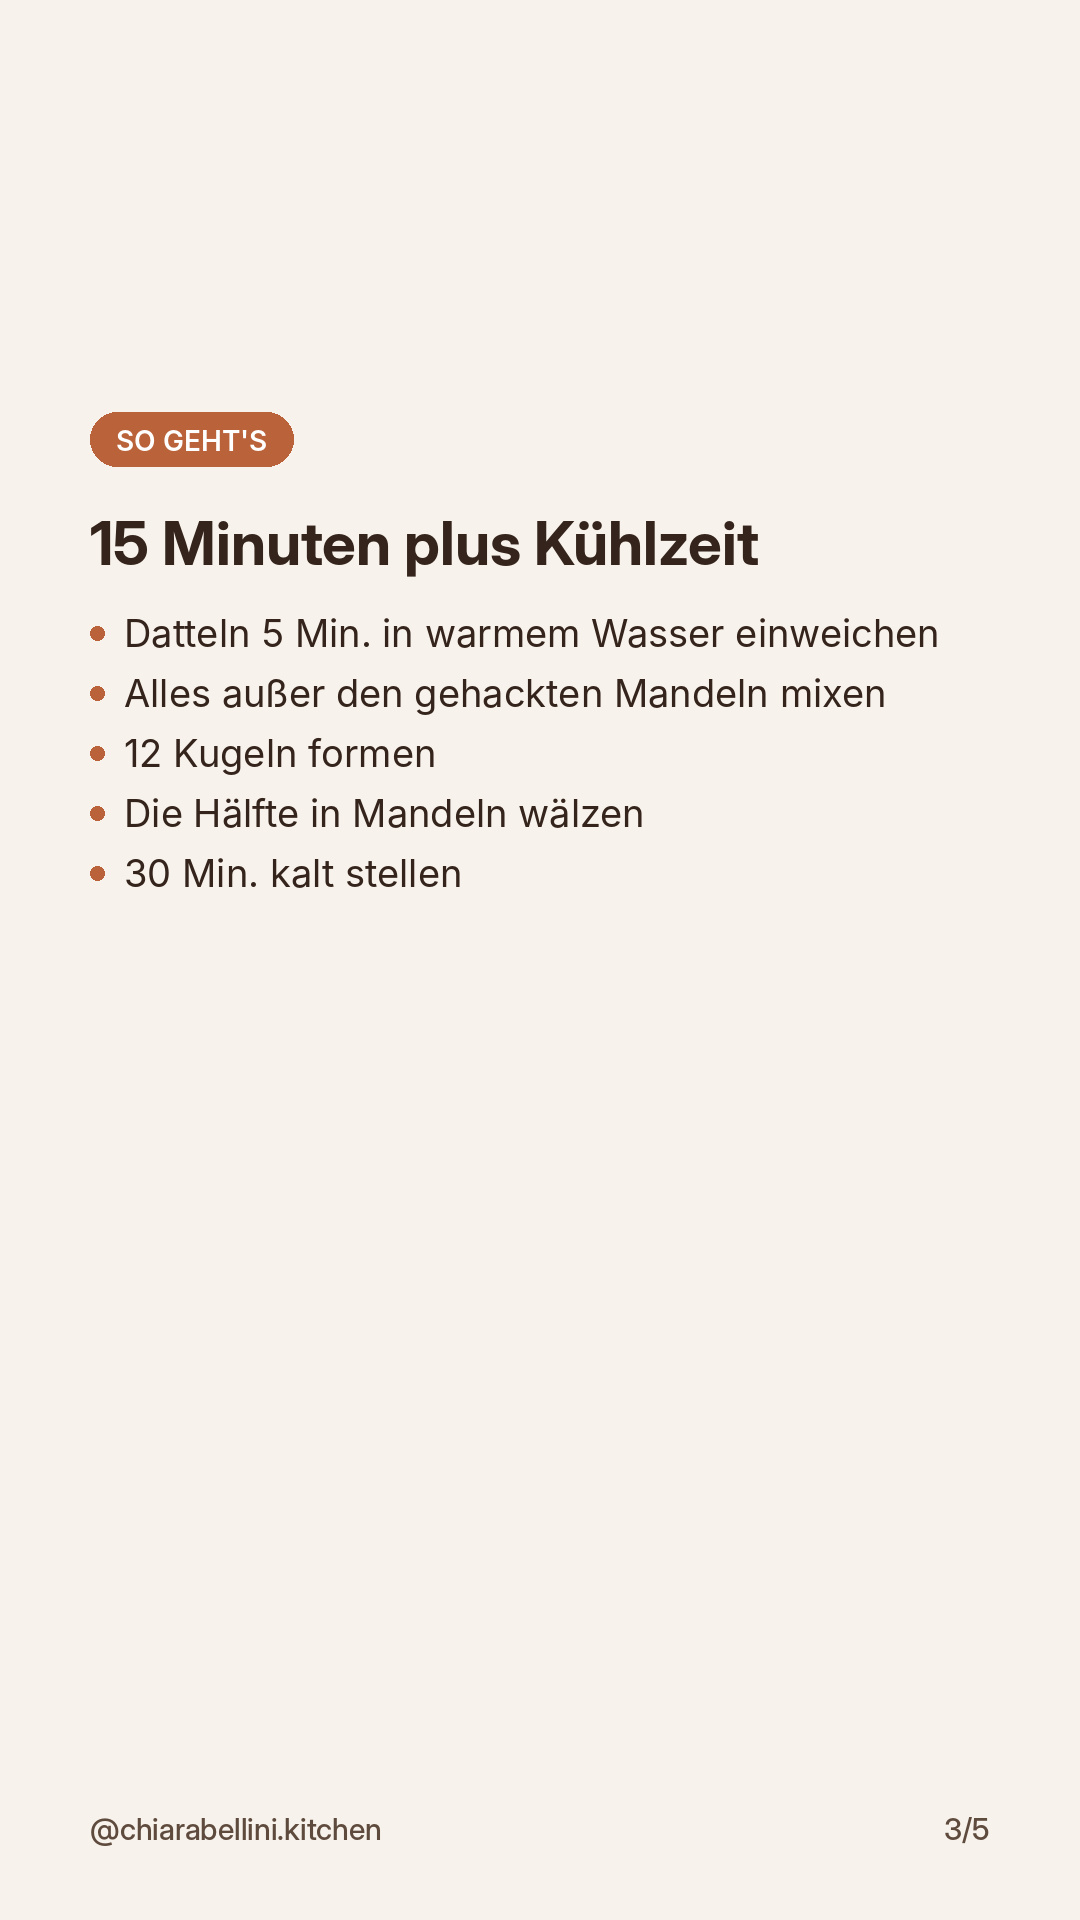 SO GEHT'S
15 Minuten plus Kühlzeit
Datteln 5 Min. in warmem Wasser einweichen
Alles außer den gehackten Mandeln mixen
12 Kugeln formen
Die Hälfte in Mandeln wälzen
30 Min. kalt stellen
@chiarabellini.kitchen
3/5